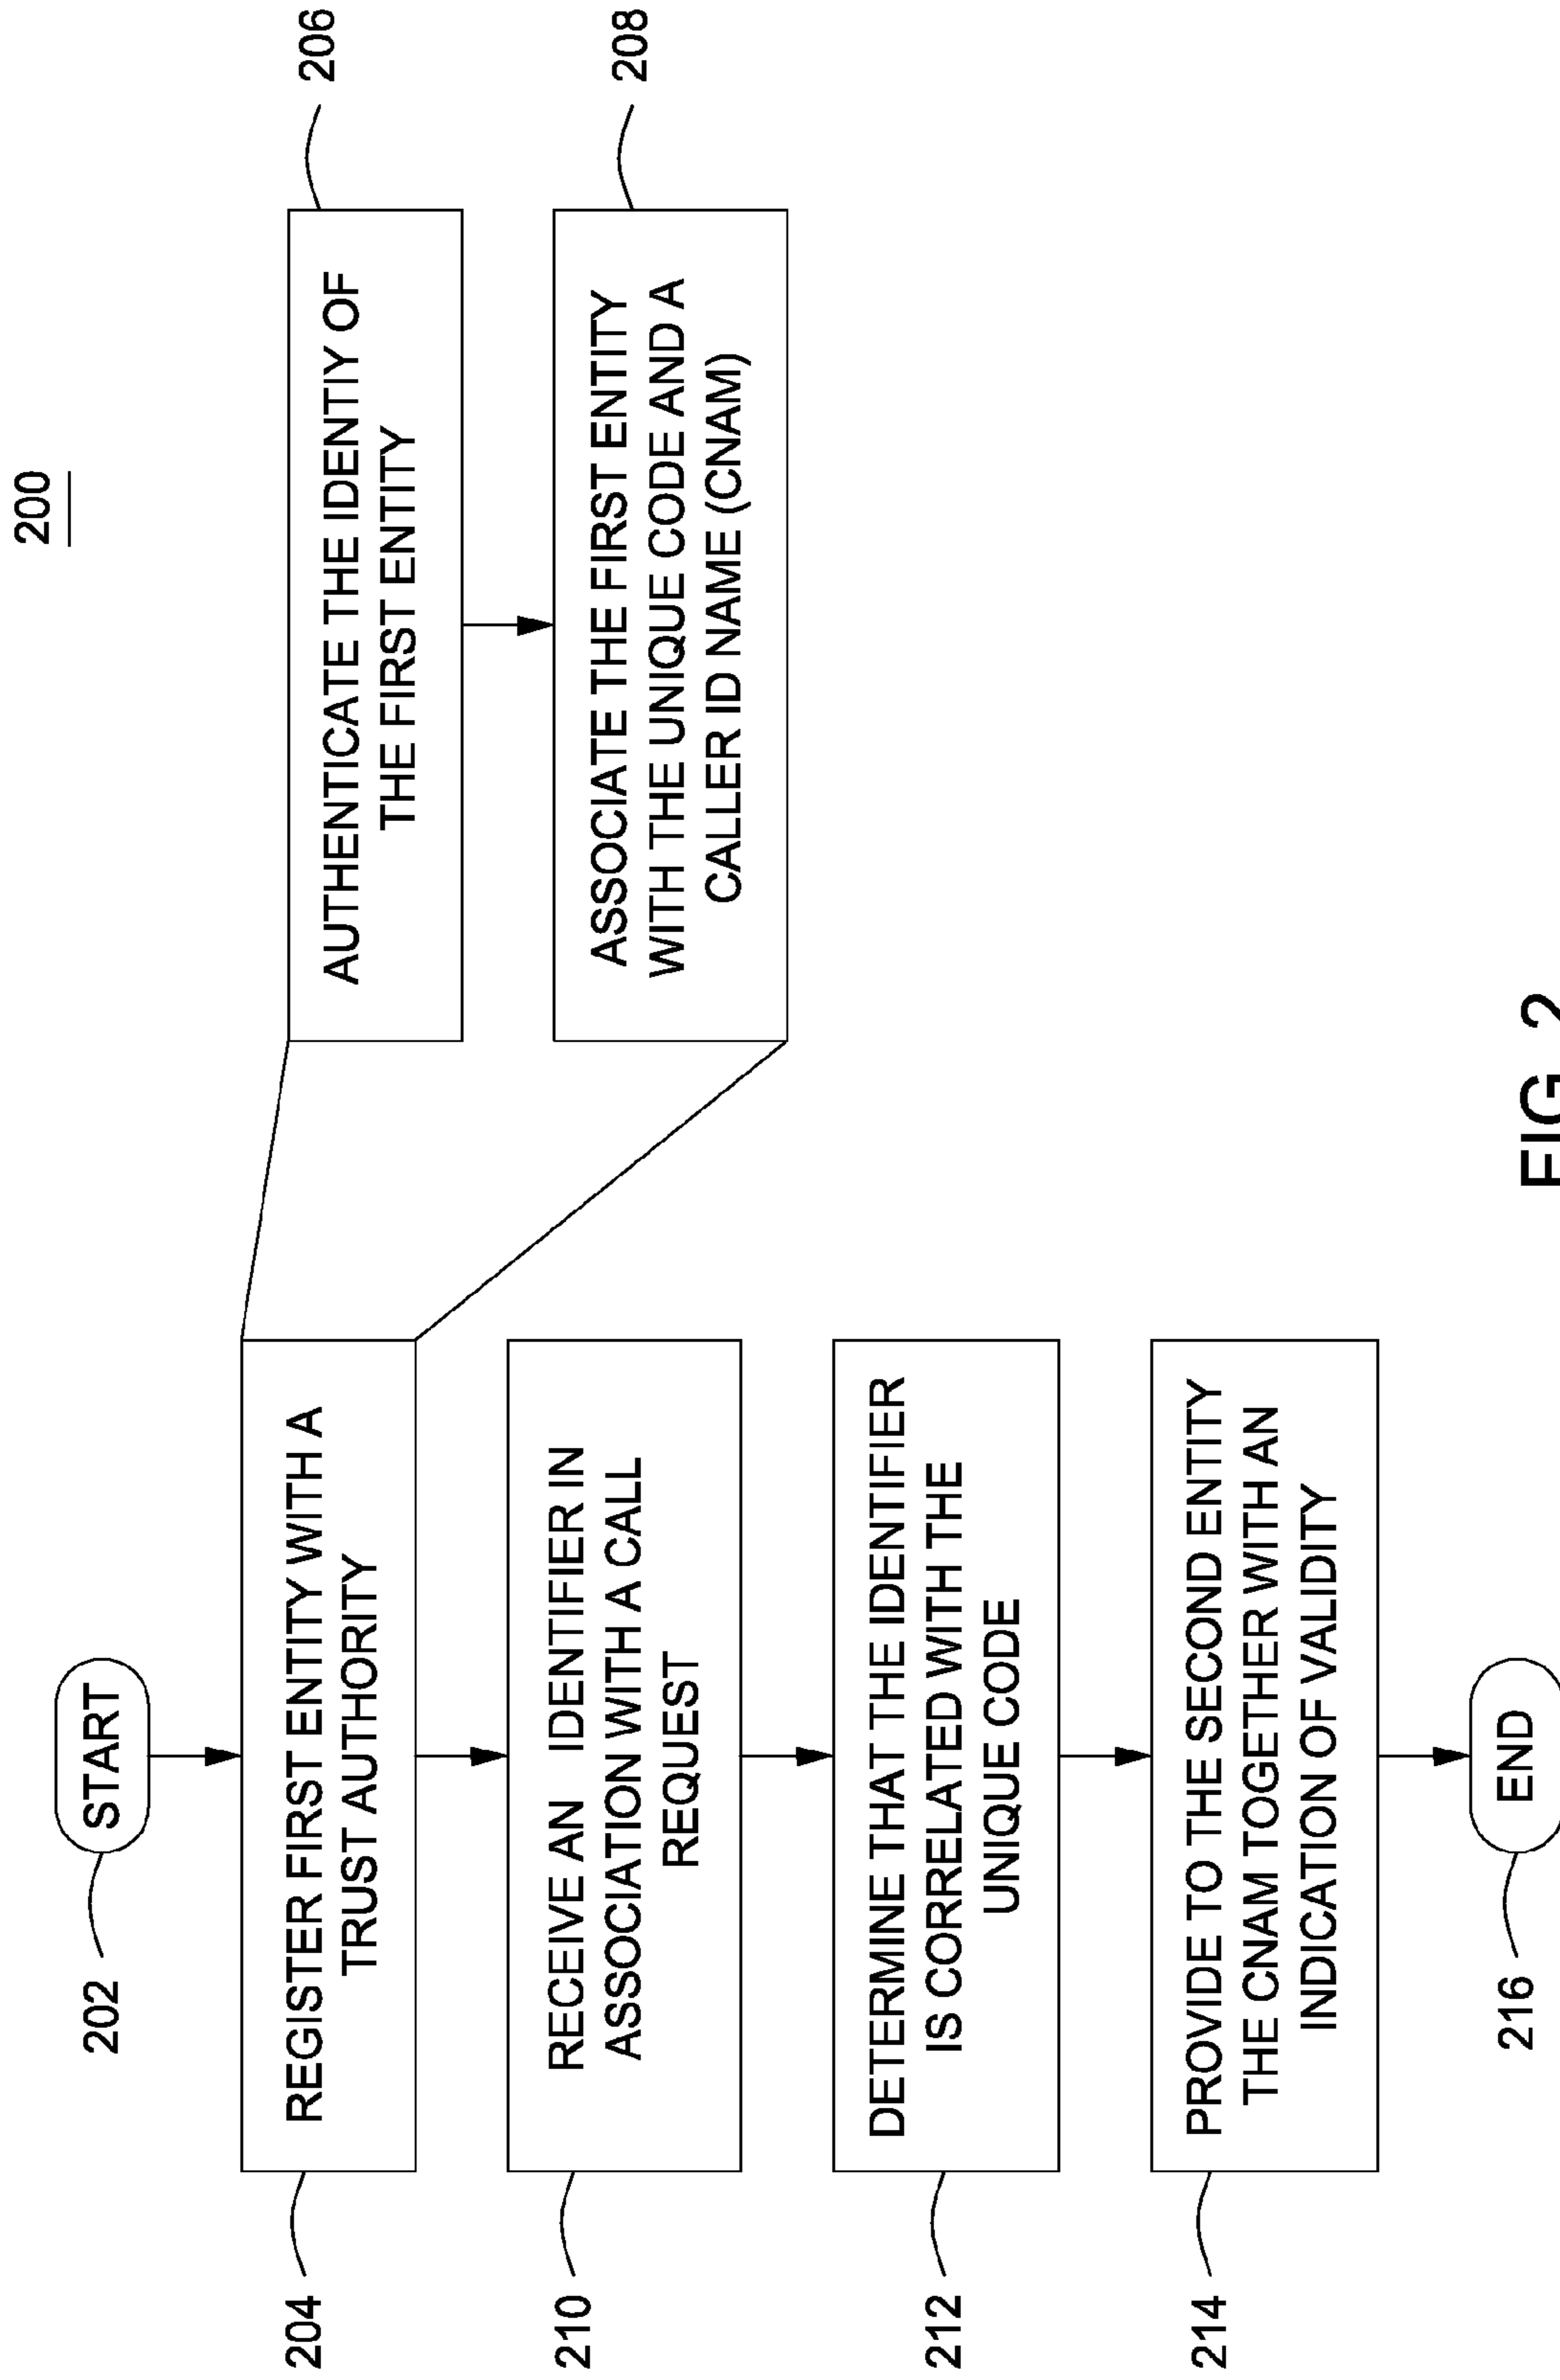 200
START
202
REGISTER FIRST ENTITY WITH A
TRUST AUTHORITY
204
AUTHENTICATE THE IDENTIY OF
THE FIRST ENTITY
206
ASSOCIATE THE FIRST ENTITY
WITH THE UNIQUE CODE AND A
CALLER ID NAME (CNAM)
208
RECEIVE AN IDENTIFIER IN
ASSOCIATION WITH A CALL
REQUEST
210
DETERMINE THAT THE IDENTIFIER
IS CORRELATED WITH THE
UNIQUE CODE
212
PROVIDE TO THE SECOND ENTITY
THE CNAM TOGETHER WITH AN
INDICATION OF VALIDITY
214
END
216
FIG. 2